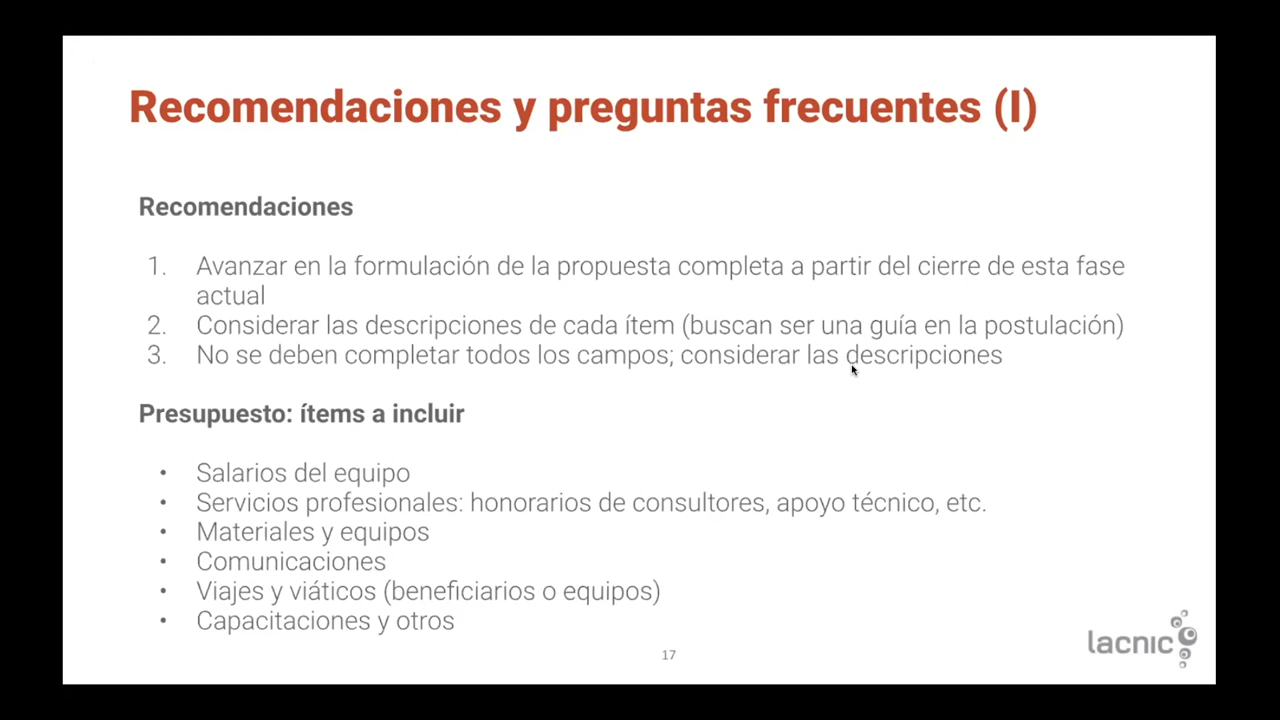 Recomendaciones y preguntas frecuentes (I)
Recomendaciones
1. Avanzar en la formulación de la propuesta completa a partir del cierre de esta fase
actual
2. Considerar las descripciones de cada ítem (buscan ser una guía en la postulación)
3. No se deben completar todos los campos; considerar las descripciones
Presupuesto: ítems a incluir
• Salarios del equipo
• Servicios profesionales: honorarios de consultores, apoyo técnico, etc.
• Materiales y equipos
• Comunicaciones
• Viajes y viáticos (beneficiarios o equipos)
• Capacitaciones y otros
17
lacnic